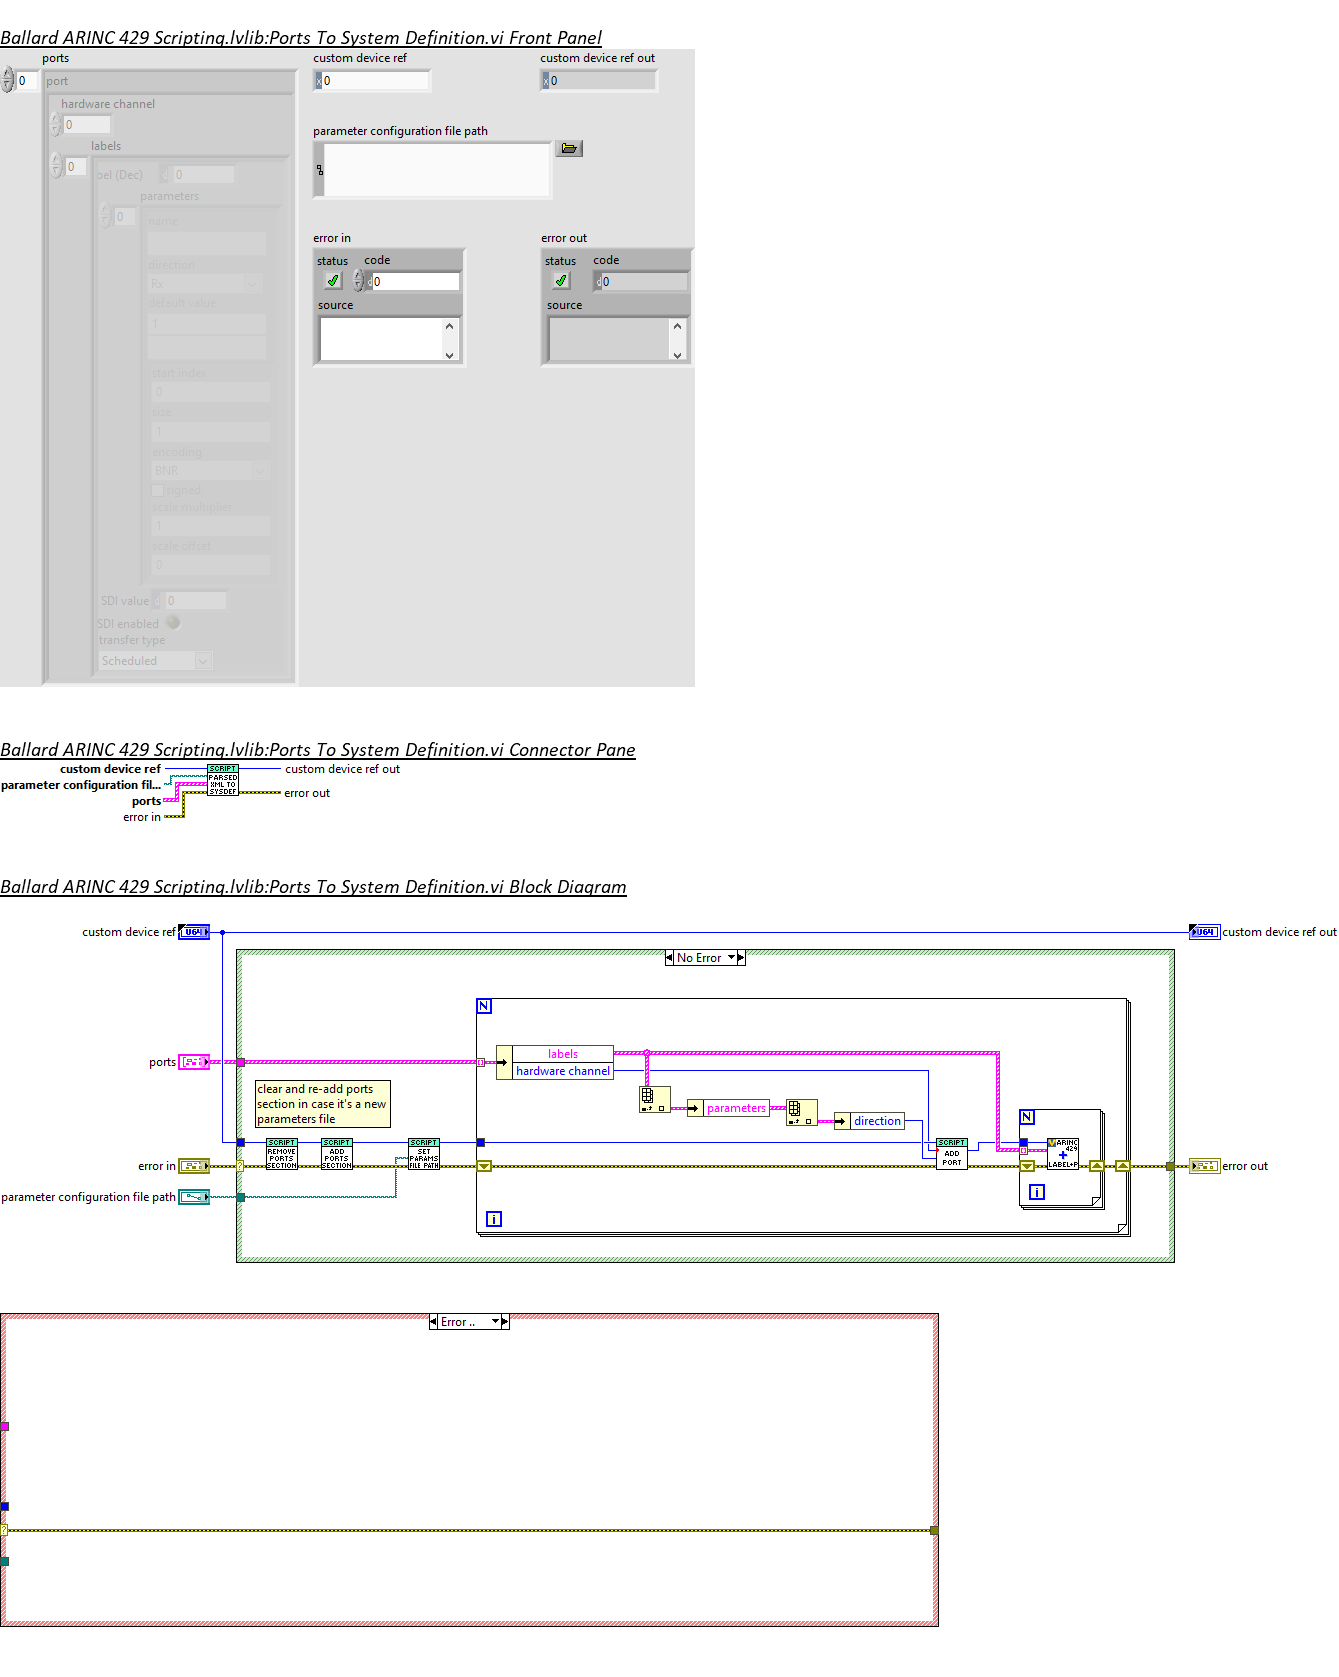 Ballard ARINC 429 Scripting.lvlib:Ports To System Definition.vi Front Panel
ports
custom device ref
custom device ref out
0
port
x 0
x 0
hardware channel
0
parameter configuration file path
labels
0
bel (Dec)
d 0
parameters
0
name
error in
error out
status
code
status
code
d 0
d 0
direction
Rx
source
source
default value
1
start index
0
size
1
encoding
BNR
signed
scale multiplier
1
scale offset
0
SDI value
d 0
SDI enabled
transfer type
Scheduled
Ballard ARINC 429 Scripting.lvlib:Ports To System Definition.vi Connector Pane
custom device ref
parameter configuration fil...
ports
error in
SCRIPT
PARSED
XML TO
SYSDEF
custom device ref out
error out
Ballard ARINC 429 Scripting.lvlib:Ports To System Definition.vi Block Diagram
custom device ref
U64
U64
custom device ref out
No Error
N
ports
labels
hardware channel
clear and re-add ports
section in case it's a new
parameters file
parameters
direction
N
SCRIPT
REMOVE
PORTS
SECTION
SCRIPT
ADD
PORTS
SECTION
SCRIPT
SET
PARAMS
FILE PATH
SCRIPT
ADD
PORT
ARINC
429
LABEL+P
error in
?
error out
parameter configuration file path
i
i
Error ..
?